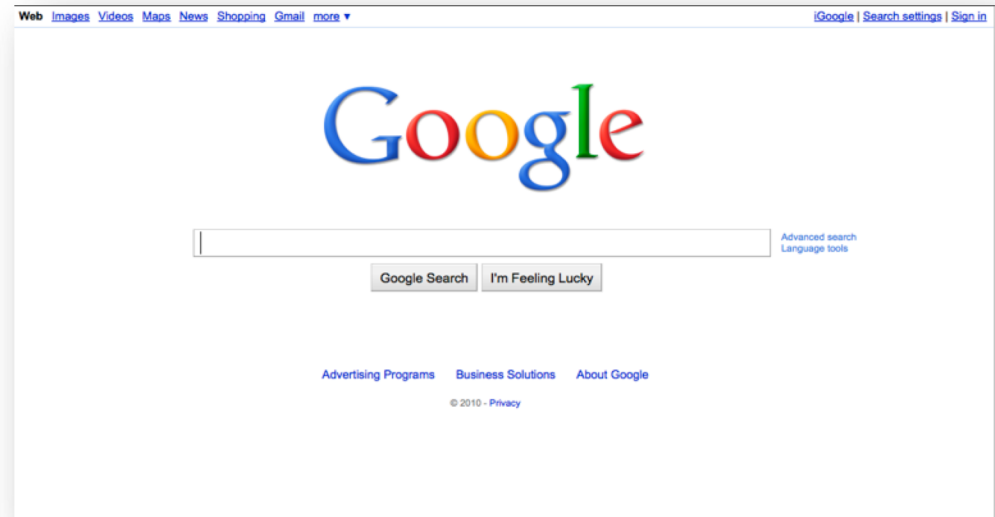 Web Images Videos Maps News Shopping Gmail more ▼ iGoogle | Search settings | Sign in
Google
Advanced search
Language tools
Google Search I'm Feeling Lucky
Advertising Programs Business Solutions About Google
© 2010 - Privacy